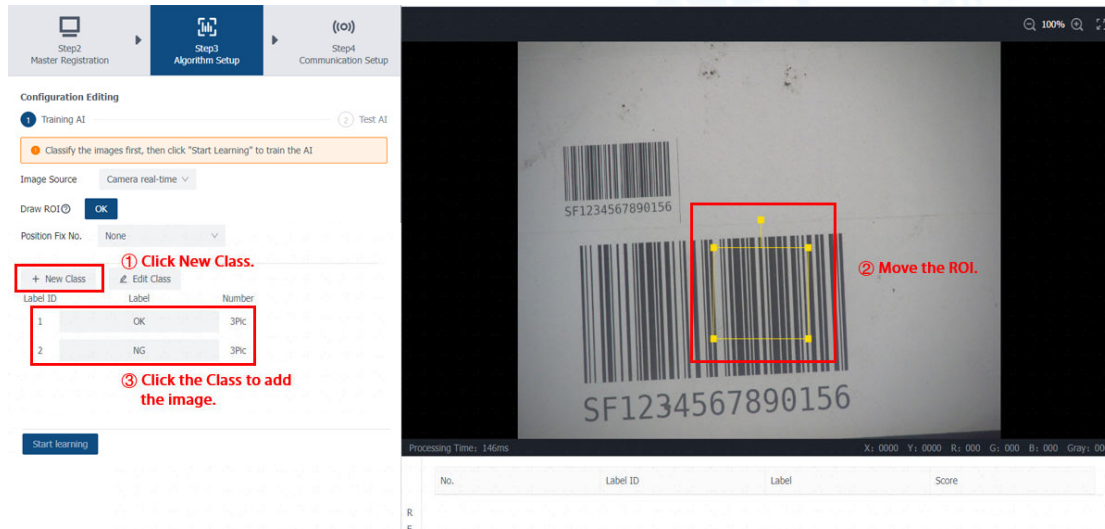 Step2
Master Registration
Step3
Algorithm Setup
((o))
Step4
Communication Setup
100%
Configuration Editing
1 Training AI
2 Test AI
Classify the images first, then click "Start Learning" to train the AI
Image Source Camera real-time
Draw ROI OK
Position Fix No. None
① Click New Class.
+ New Class Edit Class
Label ID Label Number
1 OK 3Pic
2 NG 3Pic
③ Click the Class to add
the image.
Start learning
SF1234567890156
② Move the ROI.
SF1234567890156
Processing Time: 146ms
X: 0000 Y: 0000 R: 000 G: 000 B: 000 Gray: 00
No. Label ID Label Score
R